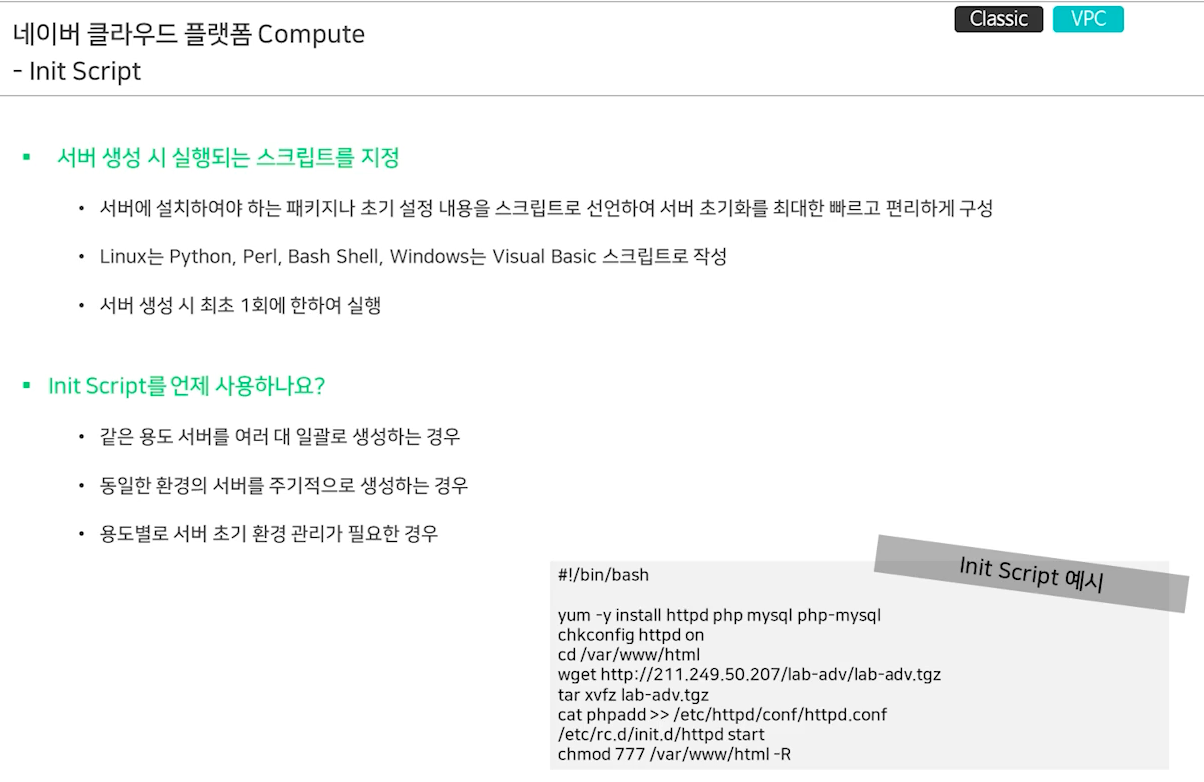 네이버 클라우드 플랫폼 Compute
- Init Script
Classic
VPC
▪ 서버 생성 시 실행되는 스크립트를 지정
• 서버에 설치하여야 하는 패키지나 초기 설정 내용을 스크립트로 선언하여 서버 초기화를 최대한 빠르고 편리하게 구성
• Linux는 Python, Perl, Bash Shell, Windows는 Visual Basic 스크립트로 작성
• 서버 생성 시 최초 1회에 한하여 실행
▪ Init Script를 언제 사용하나요?
• 같은 용도 서버를 여러 대 일괄로 생성하는 경우
• 동일한 환경의 서버를 주기적으로 생성하는 경우
• 용도별로 서버 초기 환경 관리가 필요한 경우
Init Script 예시
#!/bin/bash
yum -y install httpd php mysql php-mysql
chkconfig httpd on
cd /var/www/html
wget http://211.249.50.207/lab-adv/lab-adv.tgz
tar xvfz lab-adv.tgz
cat phpadd >> /etc/httpd/conf/httpd.conf
/etc/rc.d/init.d/httpd start
chmod 777 /var/www/html -R